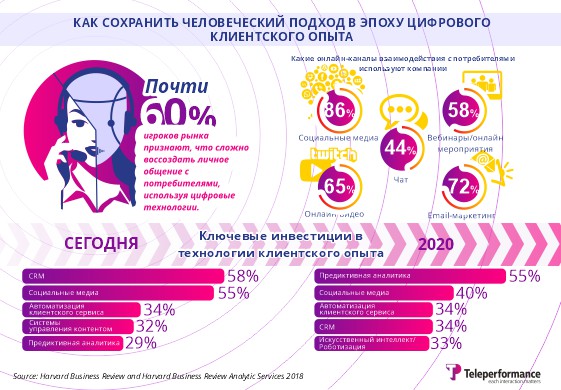 КАК СОХРАНИТЬ ЧЕЛОВЕЧЕСКИЙ ПОДХОД В ЭПОХУ ЦИФРОВОГО
КЛИЕНТСКОГО ОПЫТА
Почти
60%
игроков рынка
признают, что сложно
воссоздать личное
общение с
потребителями,
используя цифровые
технологии.
Какие онлайн-каналы взаимодействия с потребителями
используют компании
86%
Социальные медиа
44%
Чат
58%
Вебинары/онлайн
мероприятия
twitch
65%
Онлайн-видео
72%
Email-маркетинг
СЕГОДНЯ
Ключевые инвестиции в
технологии клиентского опыта
2020
CRM 58%
Социальные медиа 55%
Автоматизация
клиентского сервиса 34%
Системы
управления контентом 32%
Предиктивная аналитика 29%
Предиктивная аналитика 55%
Социальные медиа 40%
Автоматизация
клиентского сервиса 34%
CRM 34%
Искусственный интеллект/
Роботизация 33%
Source: Harvard Business Review and Harvard Business Review Analytic Services 2018
Teleperformance
each interaction matters